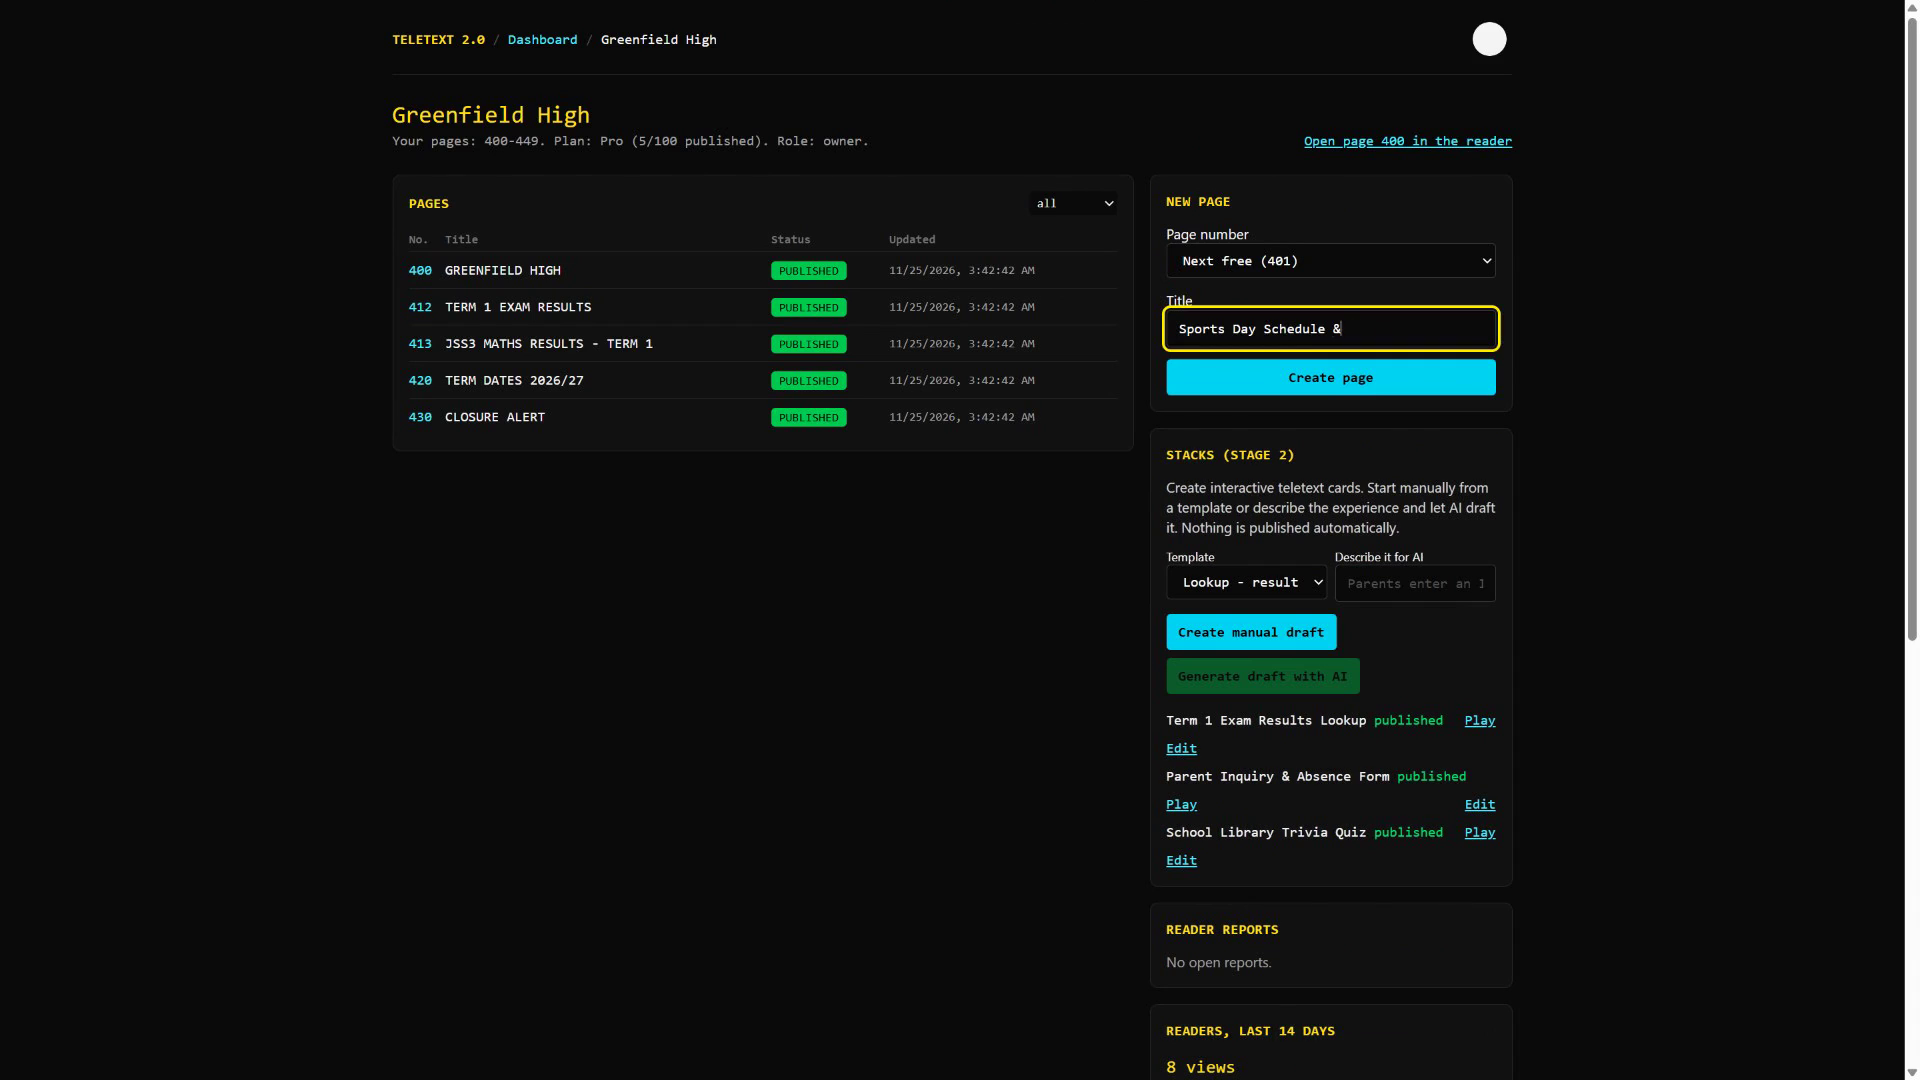 TELETEXT 2.0 / Dashboard / Greenfield High
Greenfield High
Your pages: 400-449. Plan: Pro (5/100 published). Role: owner.
Open page 400 in the reader
PAGES
all
No. Title Status Updated
400 GREENFIELD HIGH PUBLISHED 11/25/2026, 3:42:42 AM
412 TERM 1 EXAM RESULTS PUBLISHED 11/25/2026, 3:42:42 AM
413 JSS3 MATHS RESULTS - TERM 1 PUBLISHED 11/25/2026, 3:42:42 AM
420 TERM DATES 2026/27 PUBLISHED 11/25/2026, 3:42:42 AM
430 CLOSURE ALERT PUBLISHED 11/25/2026, 3:42:42 AM
NEW PAGE
Page number
Next free (401)
Title
Sports Day Schedule &
Create page
STACKS (STAGE 2)
Create interactive teletext cards. Start manually from
a template or describe the experience and let AI draft
it. Nothing is published automatically.
Template Describe it for AI
Lookup - result Parents enter an I
Create manual draft
Generate draft with AI
Term 1 Exam Results Lookup published Play
Edit
Parent Inquiry & Absence Form published
Play Edit
School Library Trivia Quiz published Play
Edit
READER REPORTS
No open reports.
READERS, LAST 14 DAYS
8 views